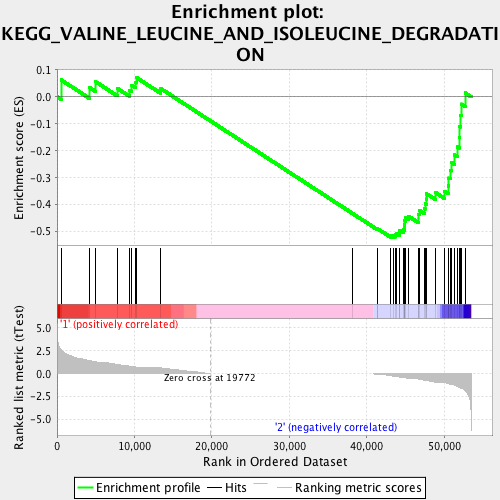 Enrichment plot:
KEGG_VALINE_LEUCINE_AND_ISOLEUCINE_DEGRADATI
ON
Enrichment score (ES)
0.1
0.0
-0.1
-0.2
-0.3
-0.4
-0.5
'1' (positively correlated)
Ranked list metric (tTest)
5.0
2.5
0.0
-2.5
-5.0
Zero cross at 19772
'2' (negatively correlated)
0
10,000
20,000
30,000
40,000
50,000
Rank in Ordered Dataset
Enrichment profile
Hits
Ranking metric scores